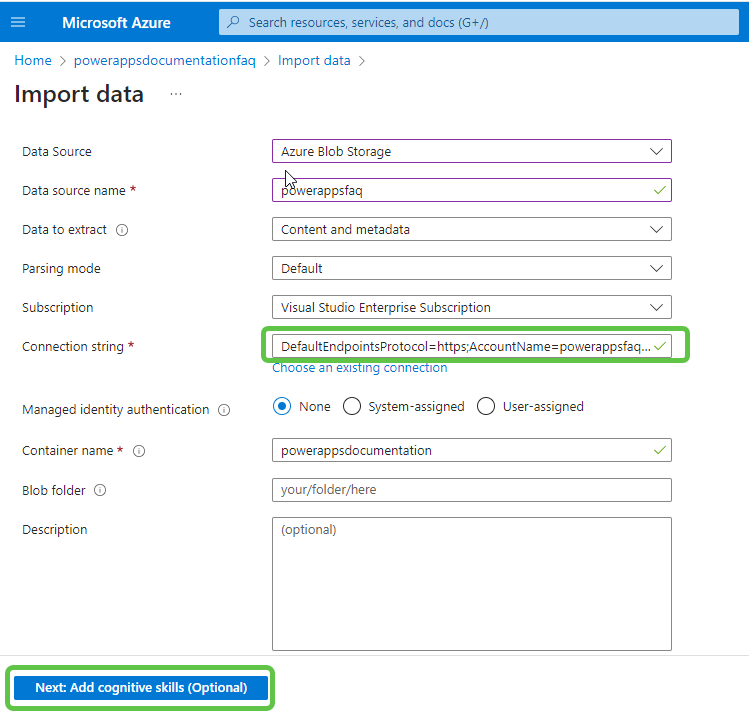 Microsoft Azure
Search resources, services, and docs (G+/)
Home > powerappsdocumentationfaq > Import data >
Import data ...
Data Source Azure Blob Storage
Data source name * powerappsfaq
Data to extract Content and metadata
Parsing mode Default
Subscription Visual Studio Enterprise Subscription
Connection string * DefaultEndpointsProtocol=https;AccountName=powerappsfaq...
Choose an existing connection
Managed identity authentication None System-assigned User-assigned
Container name * powerappsdocumentation
Blob folder your/folder/here
Description (optional)
Next: Add cognitive skills (Optional)